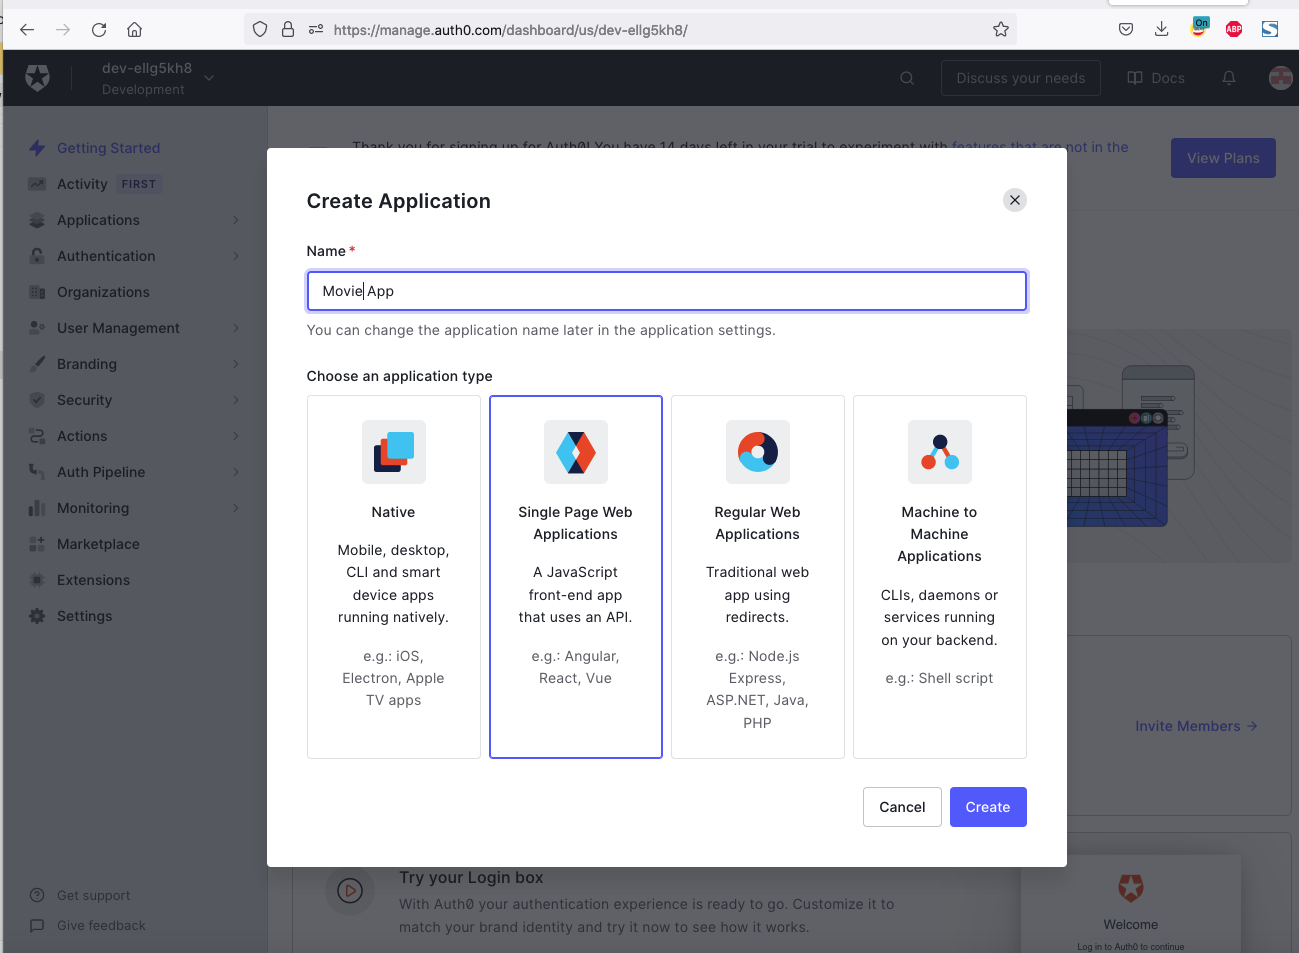 https://manage.auth0.com/dashboard/us/dev-ellg5kh8/
On
ABP
dev-ellg5kh8
Development
Discuss your needs
Docs
Getting Started
Activity FIRST
Applications
Authentication
Organizations
User Management
Branding
Security
Actions
Auth Pipeline
Monitoring
Marketplace
Extensions
Settings
Get support
Give feedback
Thank you for signing up for Auth0! You have 14 days left in your trial to experiment with features that are not in the
View Plans
Create Application
Name *
Movie App
You can change the application name later in the application settings.
Choose an application type
Native
Mobile, desktop,
CLI and smart
device apps
running natively.
e.g.: iOS,
Electron, Apple
TV apps
Single Page Web
Applications
A JavaScript
front-end app
that uses an API.
e.g.: Angular,
React, Vue
Regular Web
Applications
Traditional web
app using
redirects.
e.g.: Node.js
Express,
ASP.NET, Java,
PHP
Machine to
Machine
Applications
CLIs, daemons or
services running
on your backend.
e.g.: Shell script
Cancel
Create
Invite Members
Try your Login box
With Auth0 your authentication experience is ready to go. Customize it to
match your brand identity and try it now to see how it works.
Welcome
Log in to Auth0 to continue